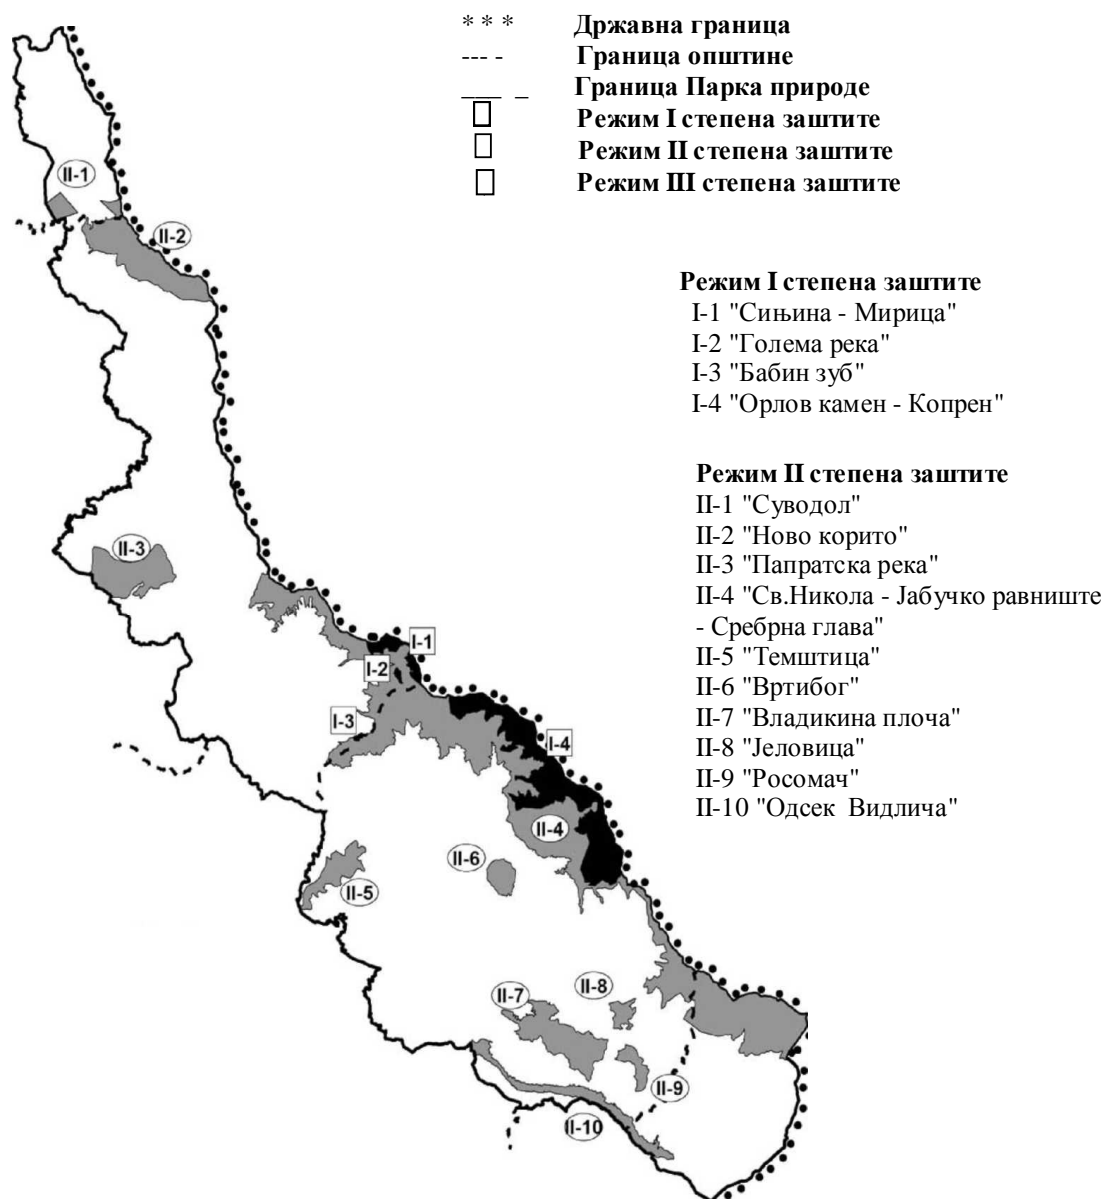 * * * Државна граница
--- - Граница општине
___ _ Граница Парка природе
Режим I степена заштите
Режим II степена заштите
Режим III степена заштите
II-1
II-2
Режим I степена заштите
I-1 "Сињина - Мирица"
I-2 "Голема река"
I-3 "Бабин зуб"
I-4 "Орлов камен - Копрен"
Режим II степена заштите
II-1 "Суводол"
II-2 "Ново корито"
II-3 "Папратска река"
II-4 "Св.Никола - Јабучко равниште
- Сребрна глава"
II-5 "Темштица"
II-6 "Вртибог"
II-7 "Владикина плоча"
II-8 "Јеловица"
II-9 "Росомач"
II-10 "Одсек Видлича"
II-3
I-1
I-2
I-3
I-4
II-4
II-6
II-5
II-8
II-7
II-9
II-10